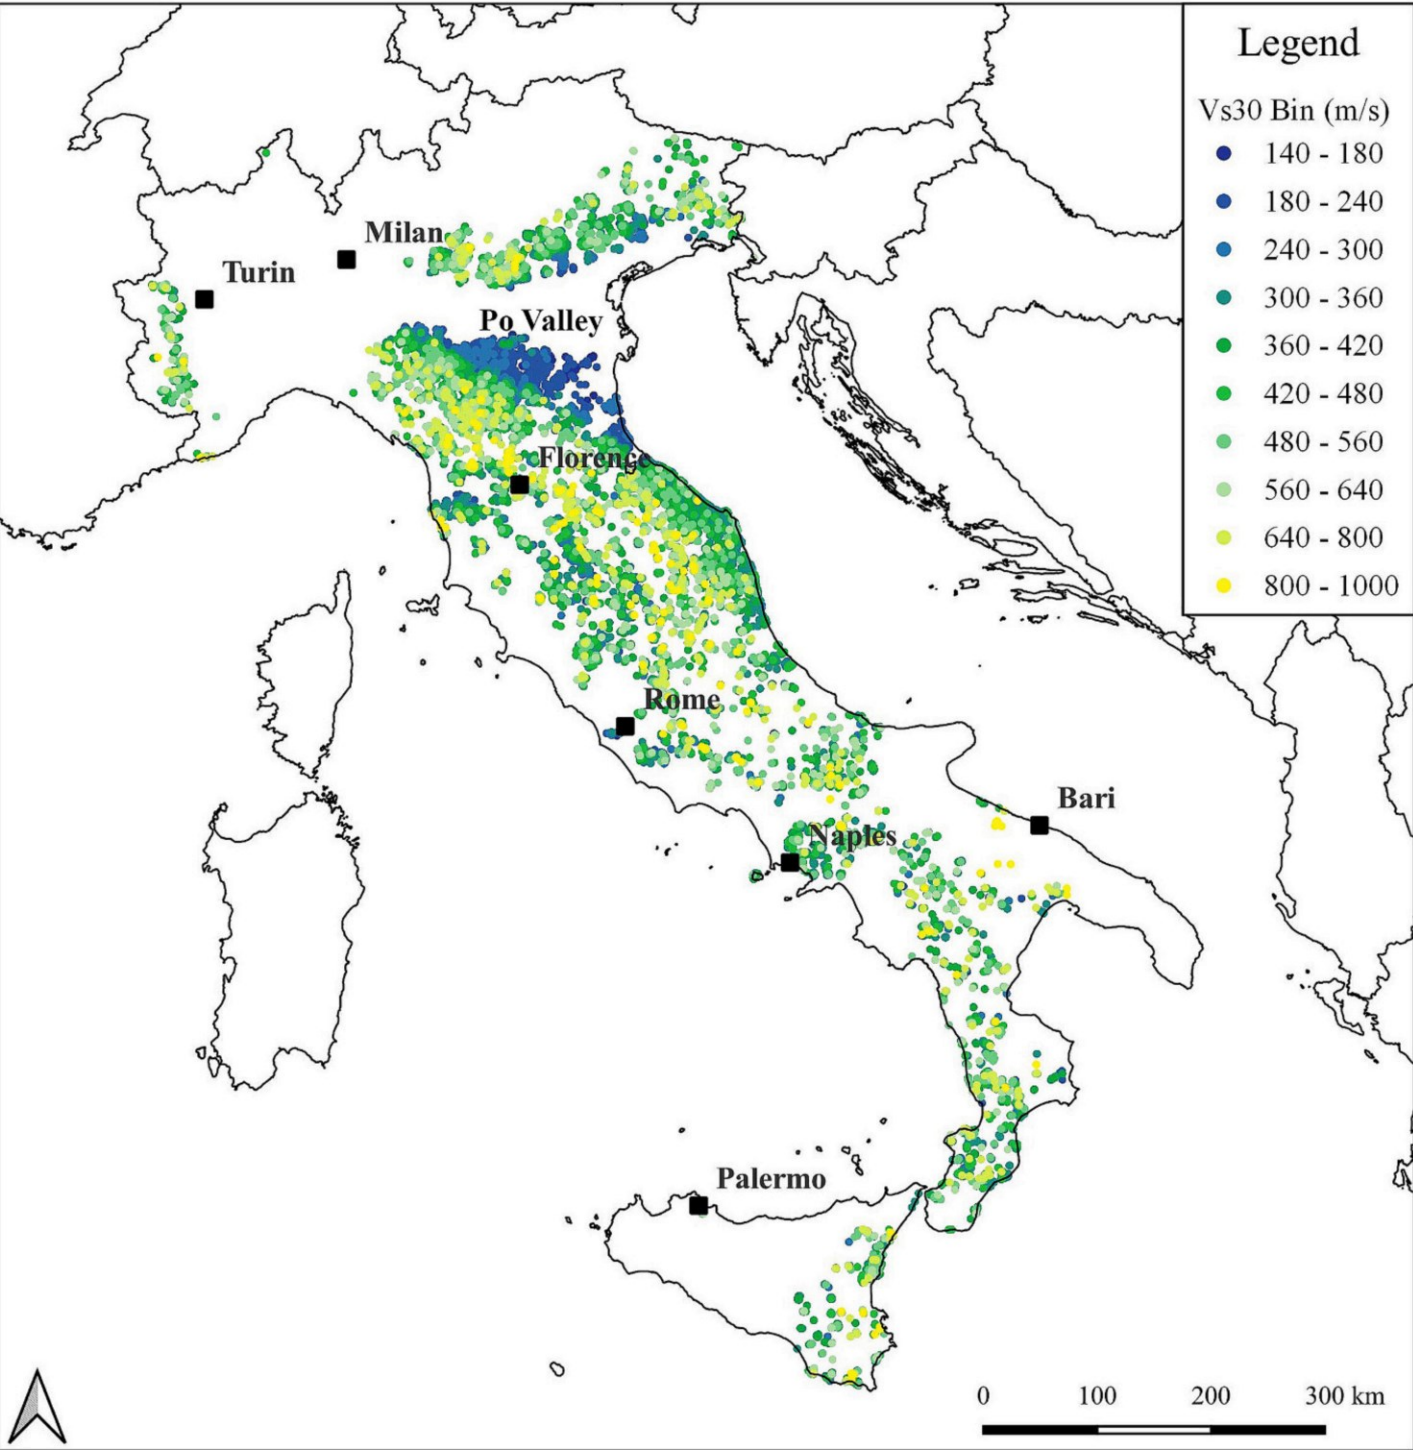 Legend
Vs30 Bin (m/s)
140 - 180
180 - 240
240 - 300
300 - 360
360 - 420
420 - 480
480 - 560
560 - 640
640 - 800
800 - 1000
Milan
Turin
Po Valley
Florence
Rome
Bari
Naples
Palermo
0 100 200 300 km